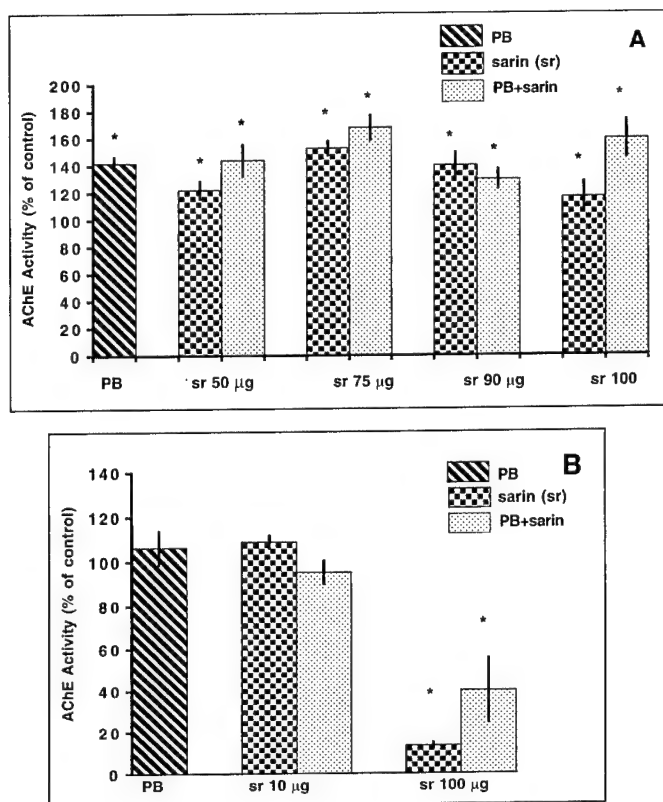 PB
A
sarin (sr)
PB+sarin
AChE Activity (% of control)
200
180
160
140
120
100
80
60
40
20
0
* * * * * * * * *
PB sr 50 µg sr 75 µg sr 90 µg sr 100
B
PB
sarin (sr)
PB+sarin
AChE Activity (% of control)
140
120
100
80
60
40
20
0
* *
PB sr 10 µg sr 100 µg